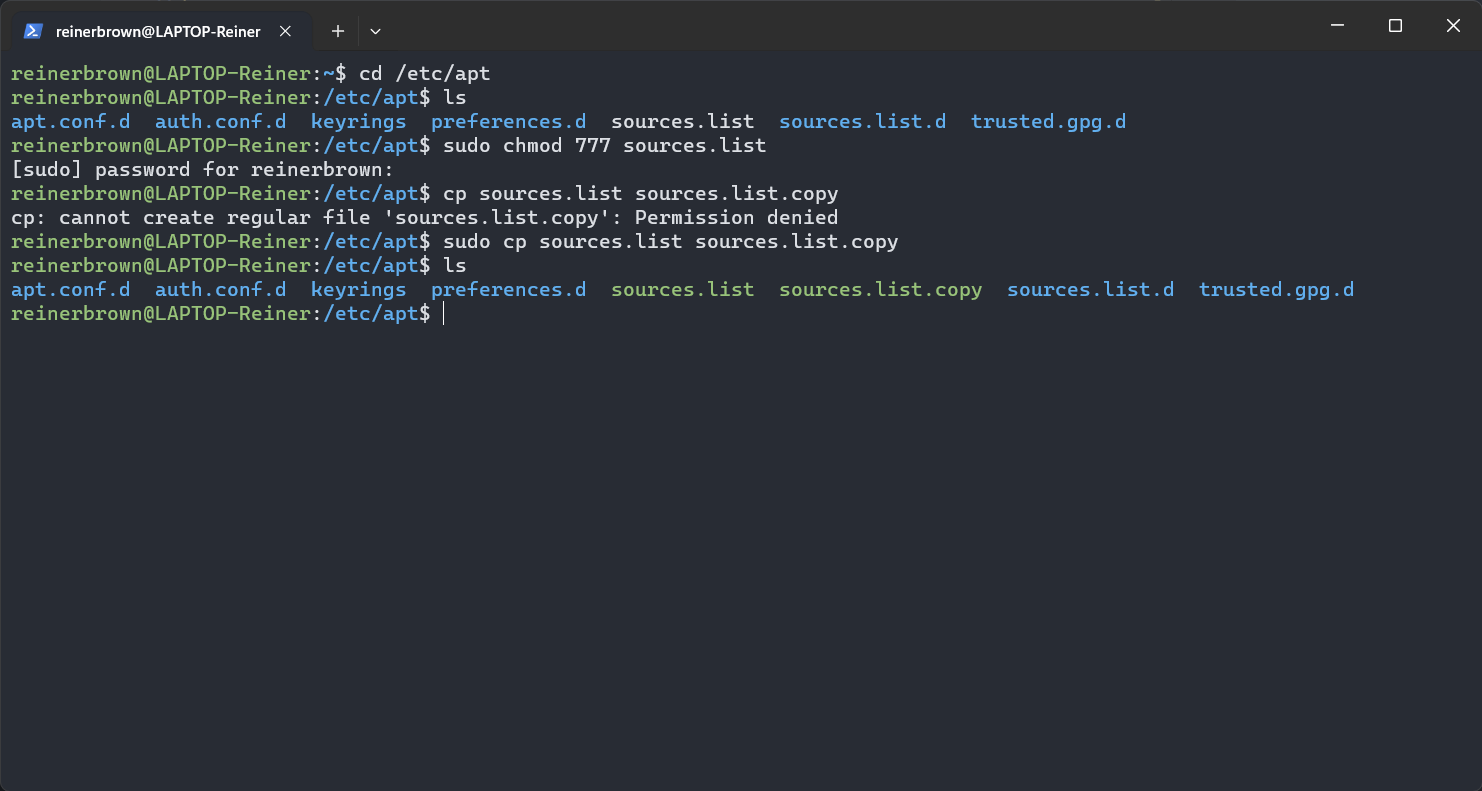 reinerbrown@LAPTOP-Reiner
reinerbrown@LAPTOP-Reiner:~$ cd /etc/apt
reinerbrown@LAPTOP-Reiner:/etc/apt$ ls
apt.conf.d  auth.conf.d  keyrings  preferences.d  sources.list  sources.list.d  trusted.gpg.d
reinerbrown@LAPTOP-Reiner:/etc/apt$ sudo chmod 777 sources.list
[sudo] password for reinerbrown:
reinerbrown@LAPTOP-Reiner:/etc/apt$ cp sources.list sources.list.copy
cp: cannot create regular file 'sources.list.copy': Permission denied
reinerbrown@LAPTOP-Reiner:/etc/apt$ sudo cp sources.list sources.list.copy
reinerbrown@LAPTOP-Reiner:/etc/apt$ ls
apt.conf.d  auth.conf.d  keyrings  preferences.d  sources.list  sources.list.copy  sources.list.d  trusted.gpg.d
reinerbrown@LAPTOP-Reiner:/etc/apt$